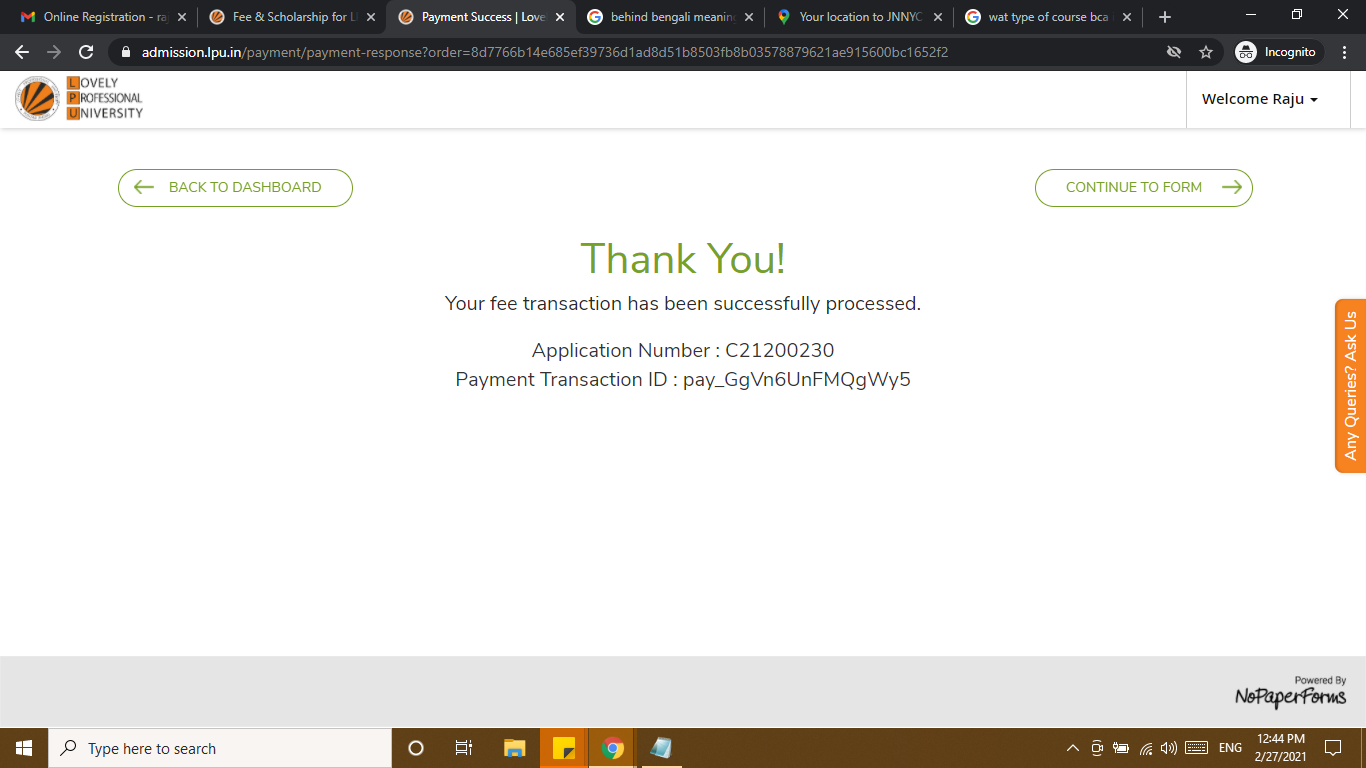 Online Registration - ra
Fee & Scholarship for L
Payment Success | Love
behind bengali meaning
Your location to JNNYC
wat type of course bca
admission.lpu.in/payment/payment-response?order=8d7766b14e685ef39736d1ad8d51b8503fb8b03578879621ae915600bc1652f2
Incognito
LOVELY
PROFESSIONAL
UNIVERSITY
Welcome Raju
BACK TO DASHBOARD
CONTINUE TO FORM
Thank You!
Your fee transaction has been successfully processed.
Application Number : C21200230
Payment Transaction ID : pay_GgVn6UnFMQgWy5
Any Queries? Ask Us
Powered By
NoPaperForms
Type here to search
ENG
12:44 PM
2/27/2021